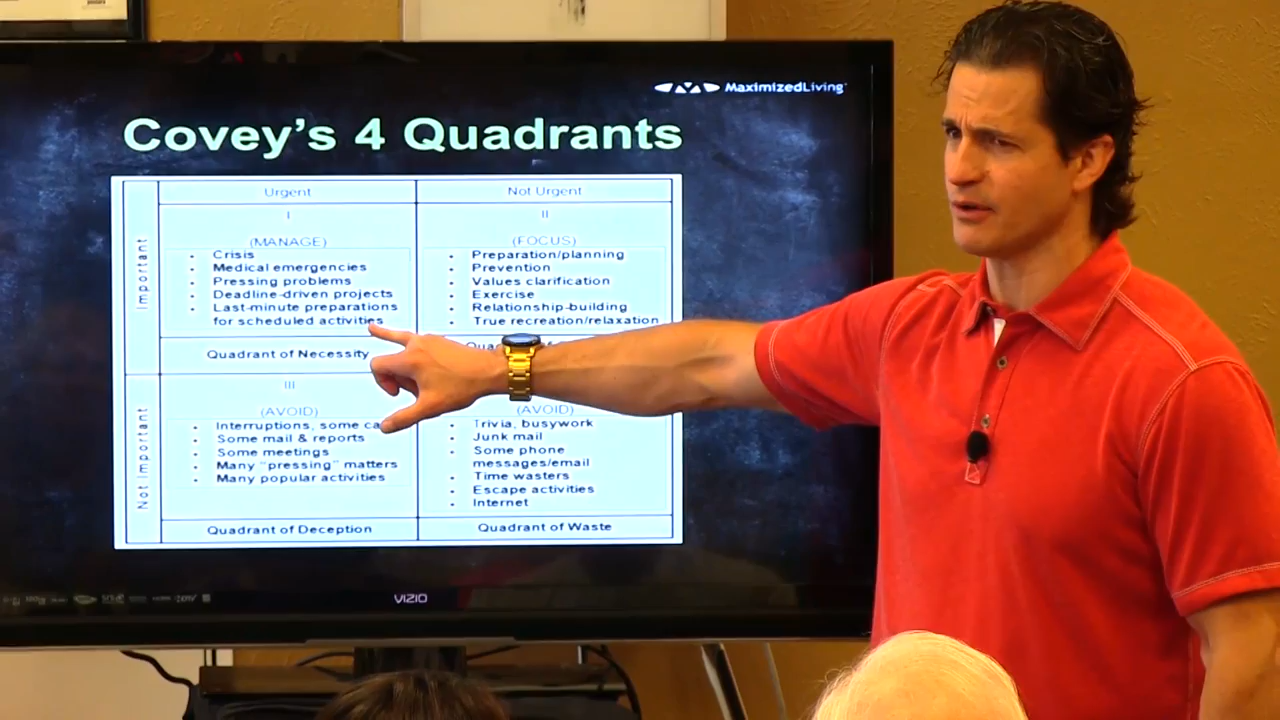 MaximizedLiving
Covey's 4 Quadrants
Urgent
Not Urgent
Important
I
(MANAGE)
Crisis
Medical emergencies
Pressing problems
Deadline-driven projects
Last-minute preparations
for scheduled activities
Quadrant of Necessity
II
(FOCUS)
Preparation/planning
Prevention
Values clarification
Exercise
Relationship-building
True recreation/relaxation
Not Important
III
(AVOID)
Interruptions, some
Some mail & reports
Some meetings
Many "pressing" matters
Many popular activities
Quadrant of Deception
(AVOID)
Trivia, busywork
Junk mail
Some phone
messages/email
Time wasters
Escape activities
Internet
Quadrant of Waste
VIZIO